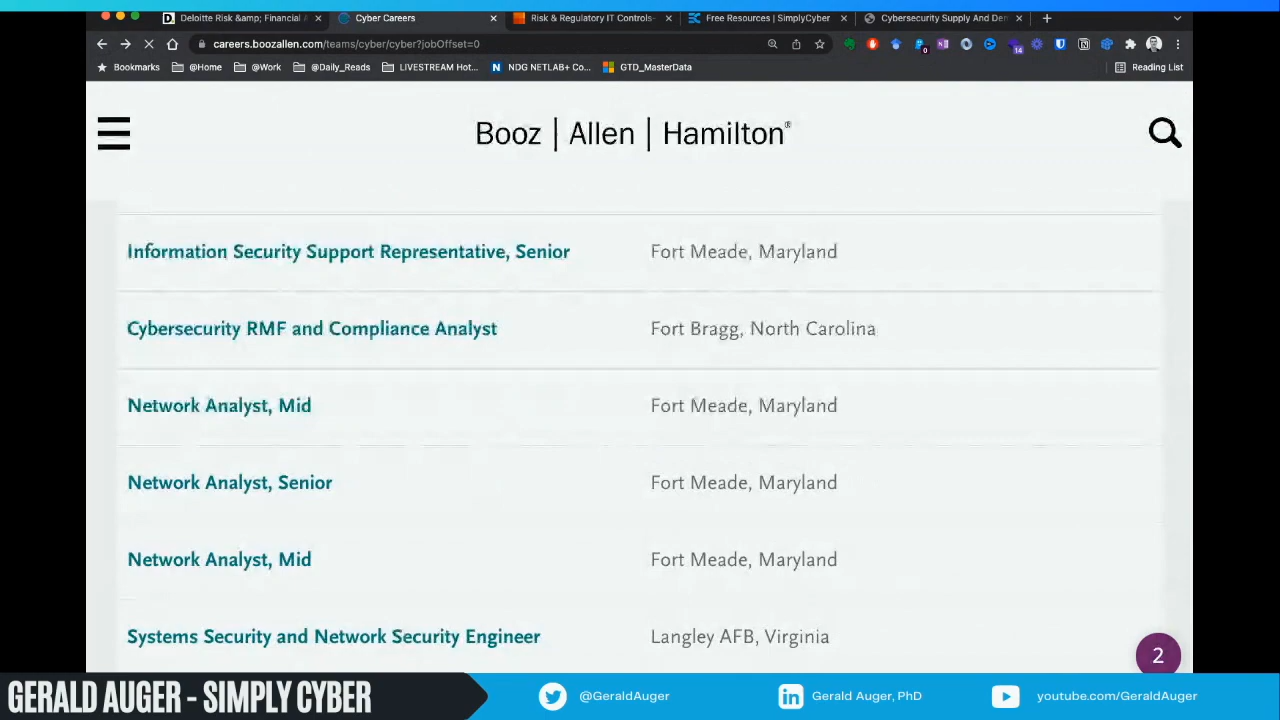 Deloitte Risk &amp; Financial A
Cyber Careers
Risk & Regulatory IT Controls-
Free Resources | SimplyCyber
Cybersecurity Supply And Den
careers.boozallen.com/teams/cyber/cyber?jobOffset=0
0
14
Bookmarks
@Home
@Work
@Daily_Reads
LIVESTREAM Hot...
N
NDG NETLAB+ Co...
GTD_MasterData
Reading List
Booz | Allen | Hamilton®
Information Security Support Representative, Senior Fort Meade, Maryland
Cybersecurity RMF and Compliance Analyst Fort Bragg, North Carolina
Network Analyst, Mid Fort Meade, Maryland
Network Analyst, Senior Fort Meade, Maryland
Network Analyst, Mid Fort Meade, Maryland
Systems Security and Network Security Engineer Langley AFB, Virginia
2
GERALD AUGER - SIMPLY CYBER
@GeraldAuger
Gerald Auger, PhD
youtube.com/GeraldAuger